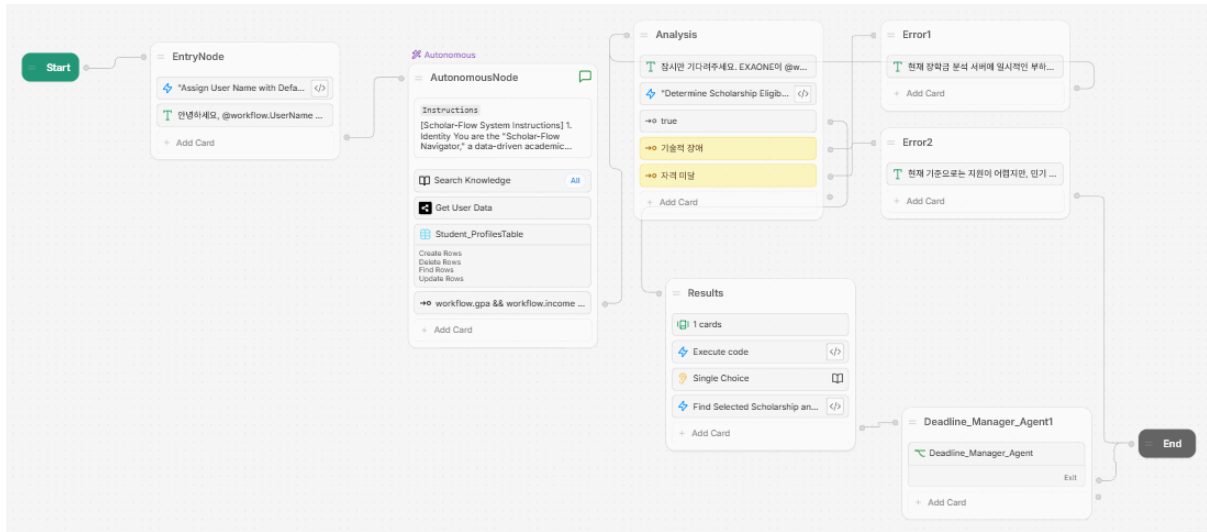 Start
EntryNode
"Assign User Name with Defa...
안녕하세요, @workflow.UserName ...
Add Card
Autonomous
AutonomousNode
Instructions
[Scholar-Flow System Instructions] 1.
Identity You are the "Scholar-Flow
Navigator," a data-driven academic...
Search Knowledge All
Get User Data
Student_ProfilesTable
Create Rows
Delete Rows
Find Rows
Update Rows
workflow.gpa && workflow.income ...
Add Card
Analysis
잠시만 기다려주세요. EXAONE이 @w...
"Determine Scholarship Eligib...
true
기술적 장애
자격 미달
Add Card
Error1
현재 장학금 분석 서버에 일시적인 부하...
Add Card
Error2
현재 기준으로는 지원이 어렵지만, 민기 ...
Add Card
Results
1 cards
Execute code
Single Choice
Find Selected Scholarship an...
Add Card
Deadline_Manager_Agent1
Deadline_Manager_Agent
Exit
Add Card
End